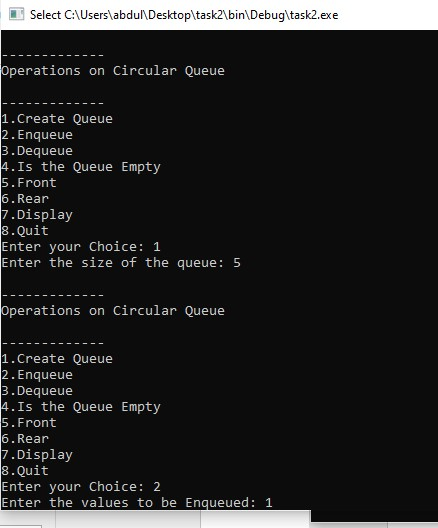 Select C:\Users\abdul\Desktop\task2\bin\Debug\task2.exe
-------------
Operations on Circular Queue
-------------
1.Create Queue
2.Enqueue
3.Dequeue
4.Is the Queue Empty
5.Front
6.Rear
7.Display
8.Quit
Enter your Choice: 1
Enter the size of the queue: 5
-------------
Operations on Circular Queue
-------------
1.Create Queue
2.Enqueue
3.Dequeue
4.Is the Queue Empty
5.Front
6.Rear
7.Display
8.Quit
Enter your Choice: 2
Enter the values to be Enqueued: 1